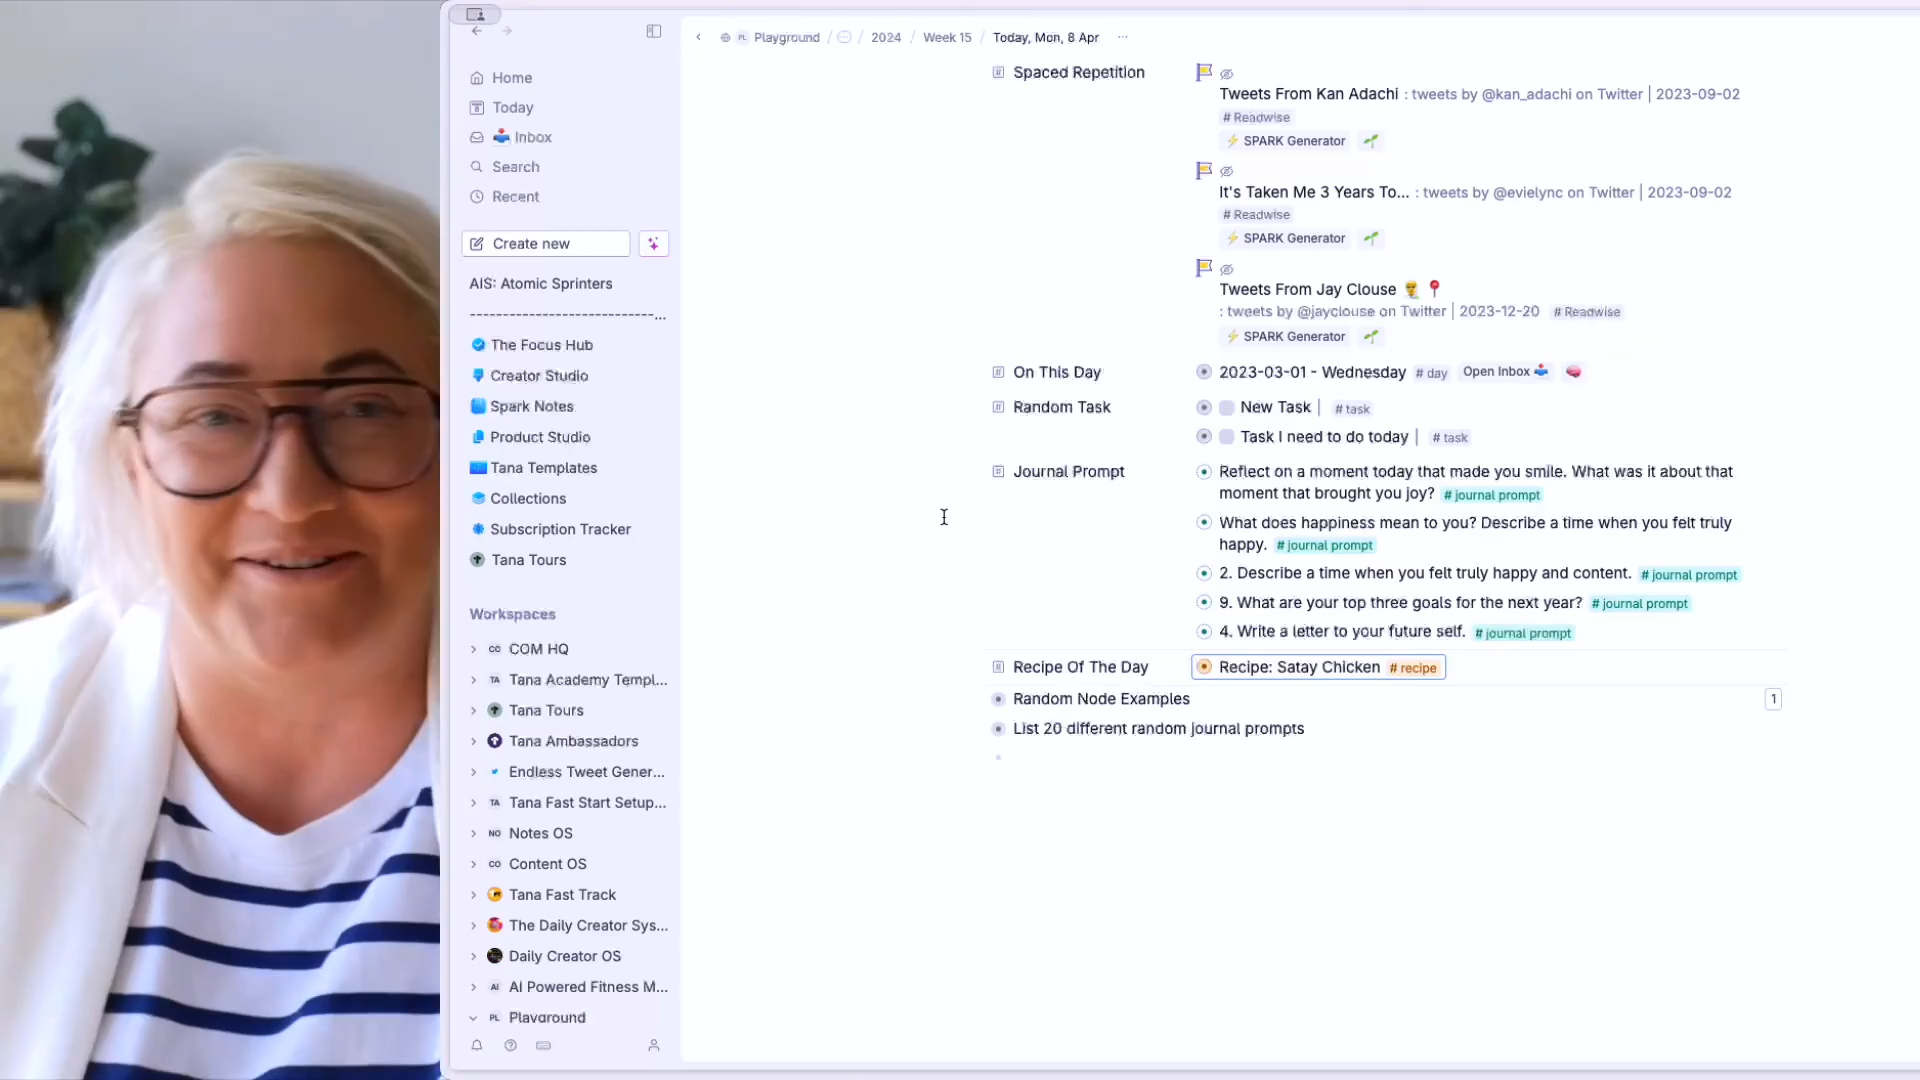 Playground / / 2024 / Week 15 / Today, Mon, 8 Apr ...
Home
Today
Inbox
Search
Recent
Create new
AIS: Atomic Sprinters
----------------------------...
The Focus Hub
Creator Studio
Spark Notes
Product Studio
Tana Templates
Collections
Subscription Tracker
Tana Tours
Workspaces
CO COM HQ
TA Tana Academy Templ...
Tana Tours
Tana Ambassadors
Endless Tweet Gener...
TA Tana Fast Start Setup...
NO Notes OS
CO Content OS
Tana Fast Track
The Daily Creator Sys...
Daily Creator OS
AI AI Powered Fitness M...
PL Playground
Spaced Repetition
Tweets From Kan Adachi : tweets by @kan_adachi on Twitter | 2023-09-02
# Readwise
⚡ SPARK Generator 🌱
It's Taken Me 3 Years To... : tweets by @evielync on Twitter | 2023-09-02
# Readwise
⚡ SPARK Generator 🌱
Tweets From Jay Clouse
: tweets by @jayclouse on Twitter | 2023-12-20 # Readwise
⚡ SPARK Generator 🌱
On This Day
2023-03-01 - Wednesday # day Open Inbox
Random Task
New Task | # task
Task I need to do today | # task
Journal Prompt
Reflect on a moment today that made you smile. What was it about that
moment that brought you joy? # journal prompt
What does happiness mean to you? Describe a time when you felt truly
happy. # journal prompt
2. Describe a time when you felt truly happy and content. # journal prompt
9. What are your top three goals for the next year? # journal prompt
4. Write a letter to your future self. # journal prompt
Recipe Of The Day
Recipe: Satay Chicken # recipe
Random Node Examples 1
List 20 different random journal prompts